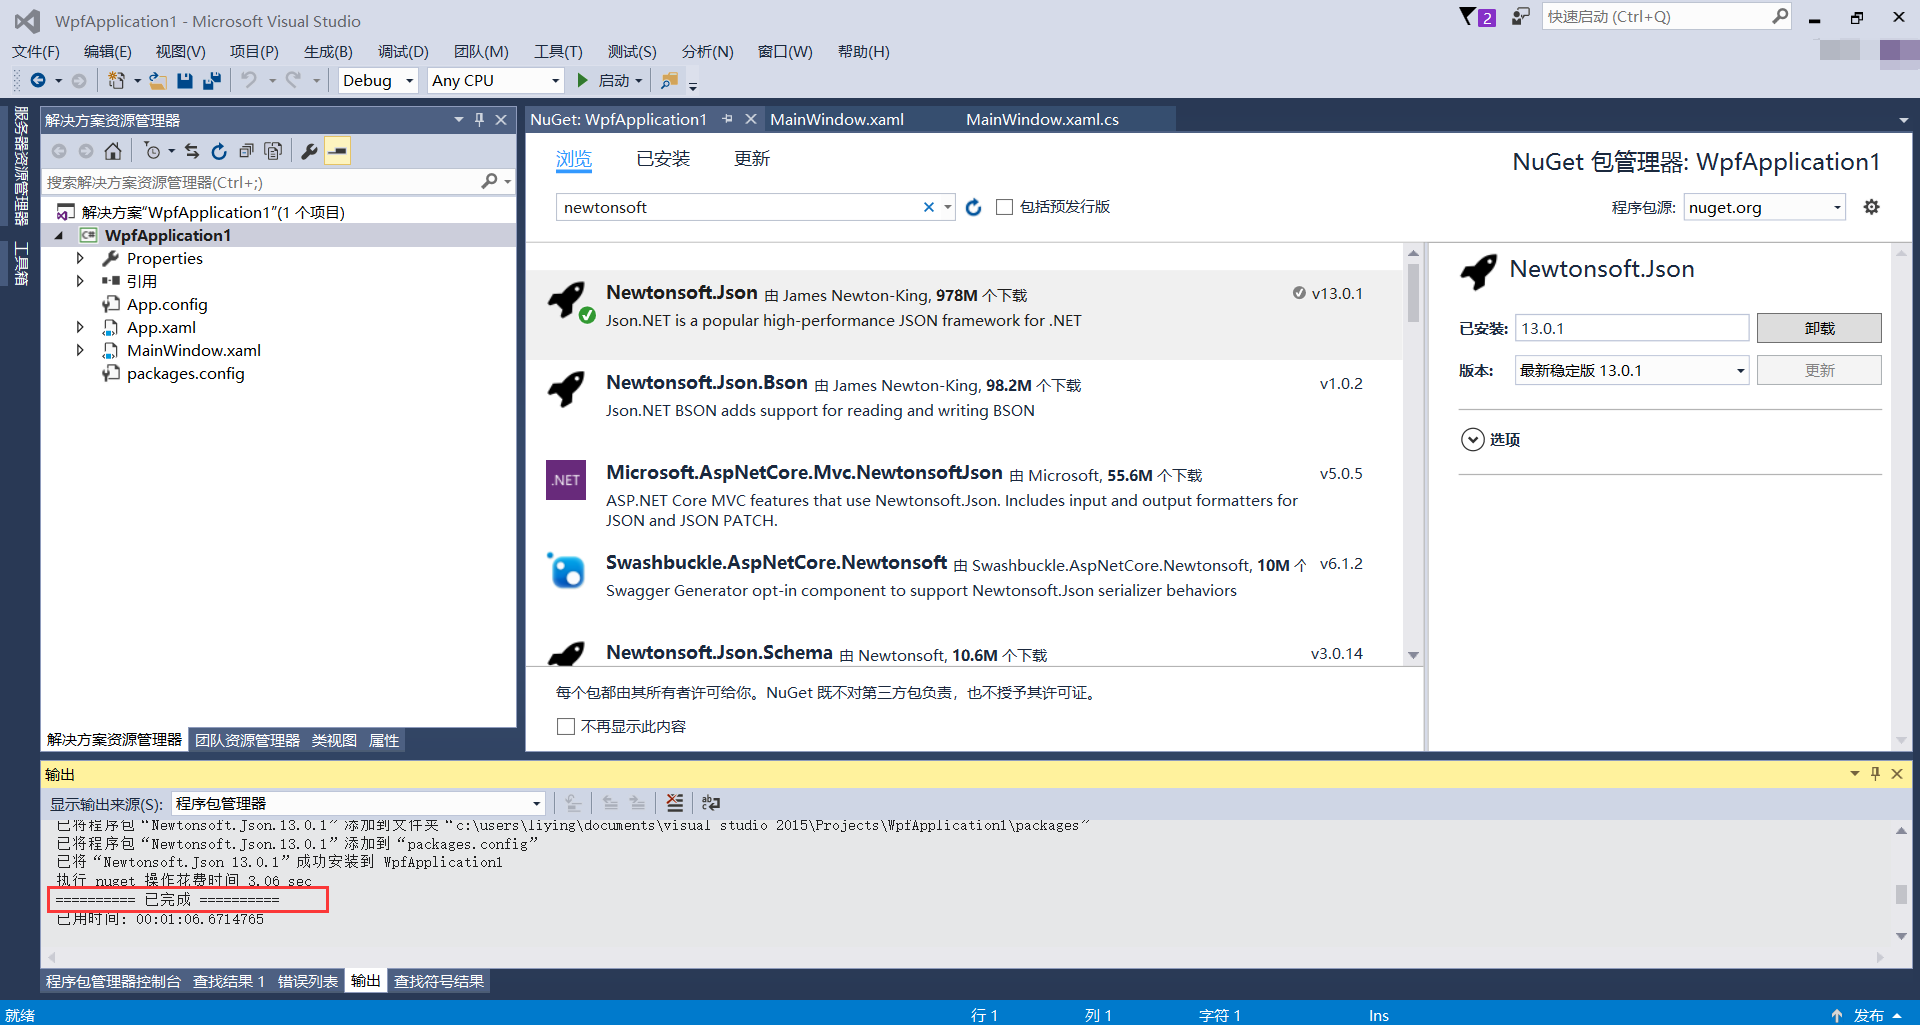 WpfApplication1 - Microsoft Visual Studio
2
快速启动 (Ctrl+Q)
文件(F) 编辑(E) 视图(V) 项目(P) 生成(B) 调试(D) 团队(M) 工具(T) 测试(S) 分析(N) 窗口(W) 帮助(H)
Debug Any CPU 启动
服务器资源管理器
工具箱
解决方案资源管理器
搜索解决方案资源管理器(Ctrl+;)
解决方案“WpfApplication1”(1 个项目)
C# WpfApplication1
Properties
引用
App.config
App.xaml
MainWindow.xaml
packages.config
解决方案资源管理器 团队资源管理器 类视图 属性
NuGet: WpfApplication1 MainWindow.xaml MainWindow.xaml.cs
浏览 已安装 更新
NuGet 包管理器: WpfApplication1
newtonsoft
包括预发行版
程序包源: nuget.org
Newtonsoft.Json 由 James Newton-King, 978M 个下载 v13.0.1
Json.NET is a popular high-performance JSON framework for .NET
Newtonsoft.Json.Bson 由 James Newton-King, 98.2M 个下载 v1.0.2
Json.NET BSON adds support for reading and writing BSON
.NET
Microsoft.AspNetCore.Mvc.NewtonsoftJson 由 Microsoft, 55.6M 个下载 v5.0.5
ASP.NET Core MVC features that use Newtonsoft.Json. Includes input and output formatters for
JSON and JSON PATCH.
Swashbuckle.AspNetCore.Newtonsoft 由 Swashbuckle.AspNetCore.Newtonsoft, 10M 个 v6.1.2
Swagger Generator opt-in component to support Newtonsoft.Json serializer behaviors
Newtonsoft.Json.Schema 由 Newtonsoft, 10.6M 个下载 v3.0.14
每个包都由其所有者许可给你。NuGet 既不对第三方包负责，也不授予其许可证。
不再显示此内容
Newtonsoft.Json
已安装: 13.0.1 卸载
版本: 最新稳定版 13.0.1 更新
选项
输出
显示输出来源(S): 程序包管理器
已将程序包“Newtonsoft.Json.13.0.1”添加到文件夹“c:\users\liying\documents\visual studio 2015\Projects\WpfApplication1\packages”
已将程序包“Newtonsoft.Json.13.0.1”添加到“packages.config”
已将“Newtonsoft.Json 13.0.1”成功安装到 WpfApplication1
执行 nuget 操作花费时间 3.06 sec
========== 已完成 ==========
已用时间: 00:01:06.6714765
程序包管理器控制台 查找结果 1 错误列表 输出 查找符号结果
就绪 行 1 列 1 字符 1 Ins 发布